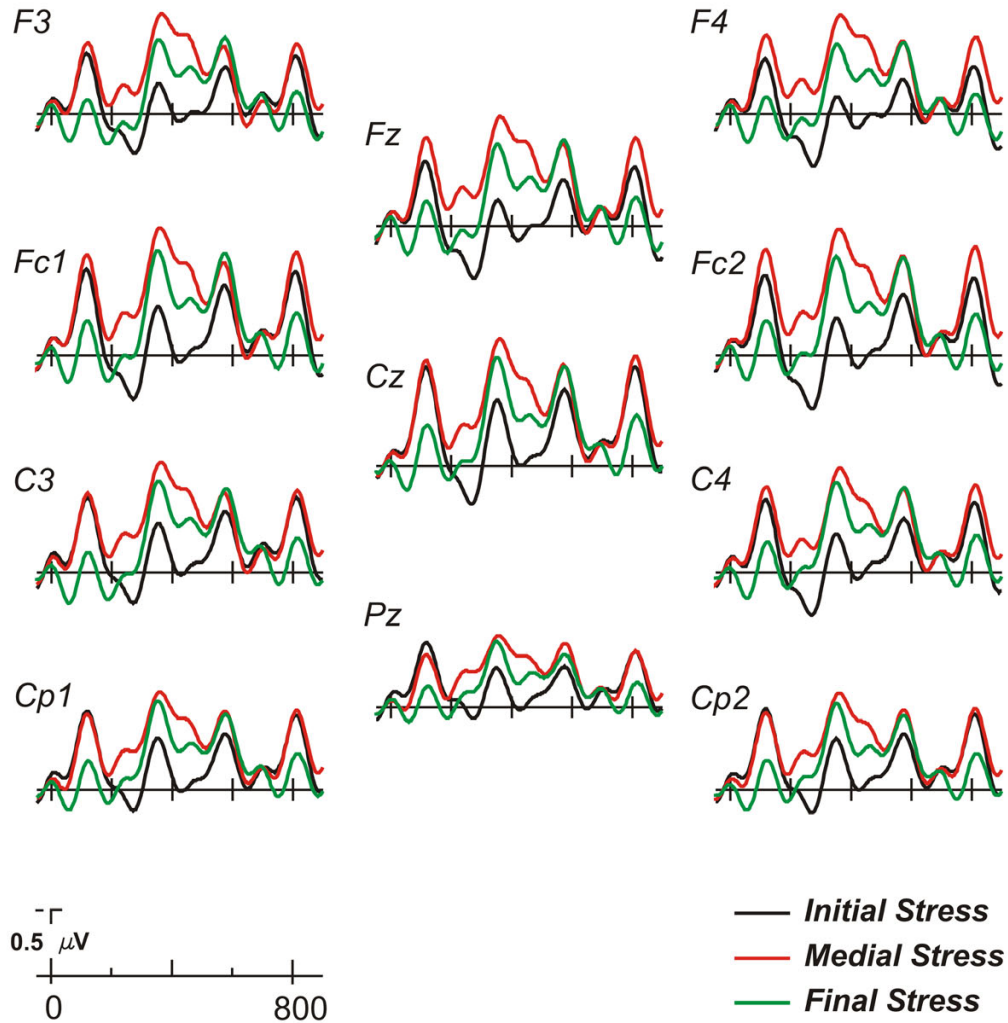 F3
F4
Fz
Fc1
Fc2
Cz
C3
C4
Pz
Cp1
Cp2
0.5 μV
0 800
Initial Stress
Medial Stress
Final Stress